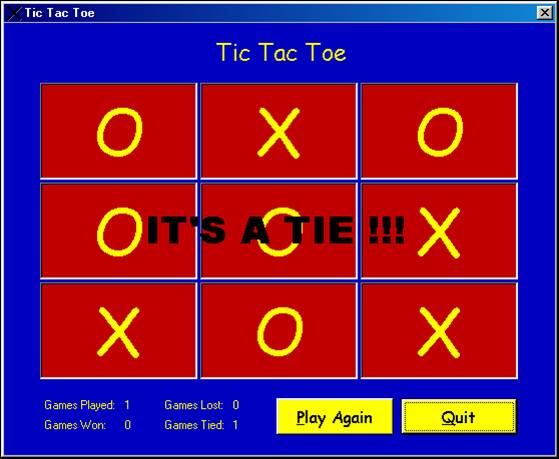 Tic Tac Toe
Tic Tac Toe
O X O
O O X
IT'S A TIE !!!
X O X
Games Played: 1 Games Lost: 0
Games Won: 0 Games Tied: 1
Play Again Quit